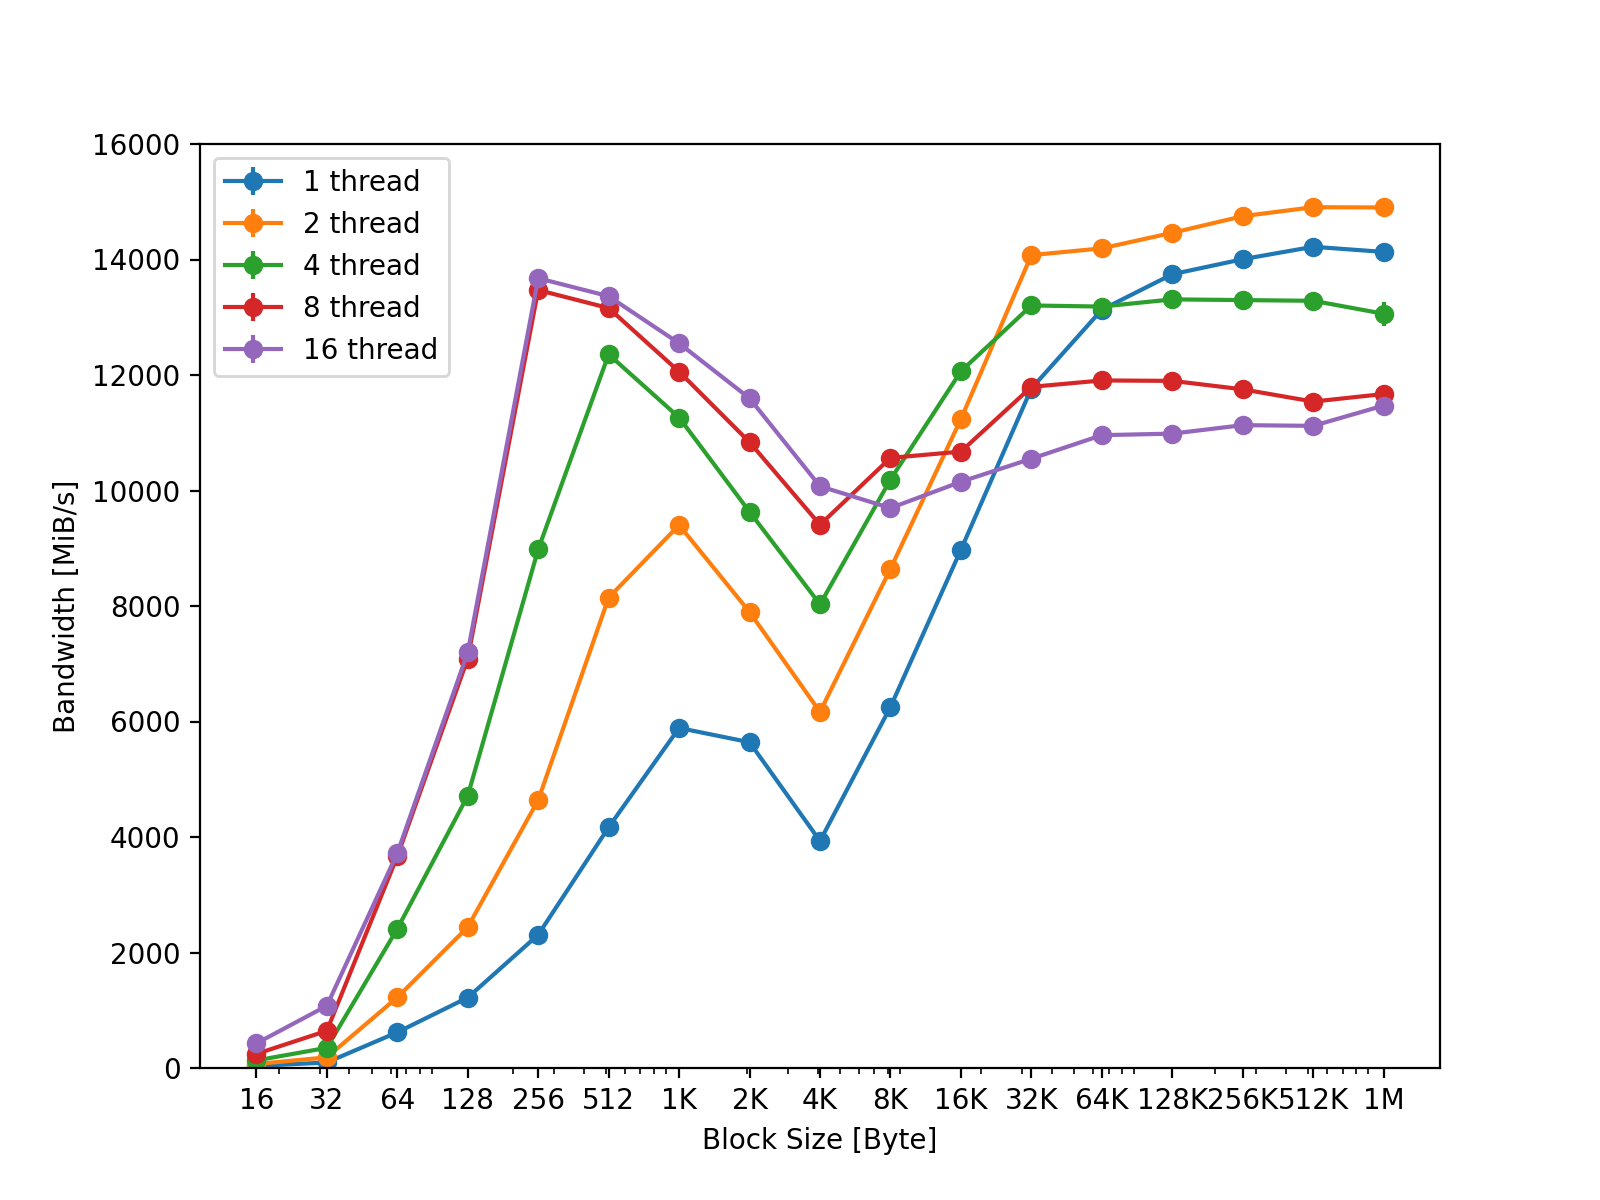 16000
14000
12000
10000
8000
6000
4000
2000
0
Bandwidth [MiB/s]
1 thread
2 thread
4 thread
8 thread
16 thread
16 32 64 128 256 512 1K 2K 4K 8K 16K 32K 64K 128K 256K 512K 1M
Block Size [Byte]